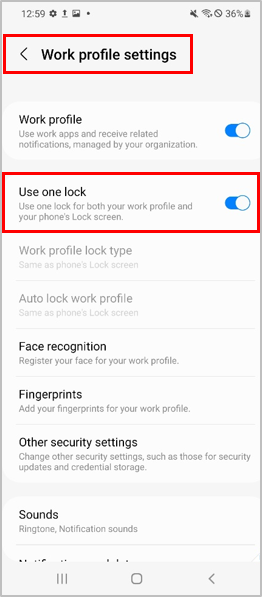 12:59 36%
Work profile settings
Work profile
Use work apps and receive related
notifications, managed by your organization.
Use one lock
Use one lock for both your work profile and
your phone's Lock screen.
Work profile lock type
Same as phone's Lock screen
Auto lock work profile
Same as phone's Lock screen
Face recognition
Register your face for your work profile.
Fingerprints
Add your fingerprints for your work profile.
Other security settings
Change other security settings, such as those for security
updates and credential storage.
Sounds
Ringtone, Notification sounds